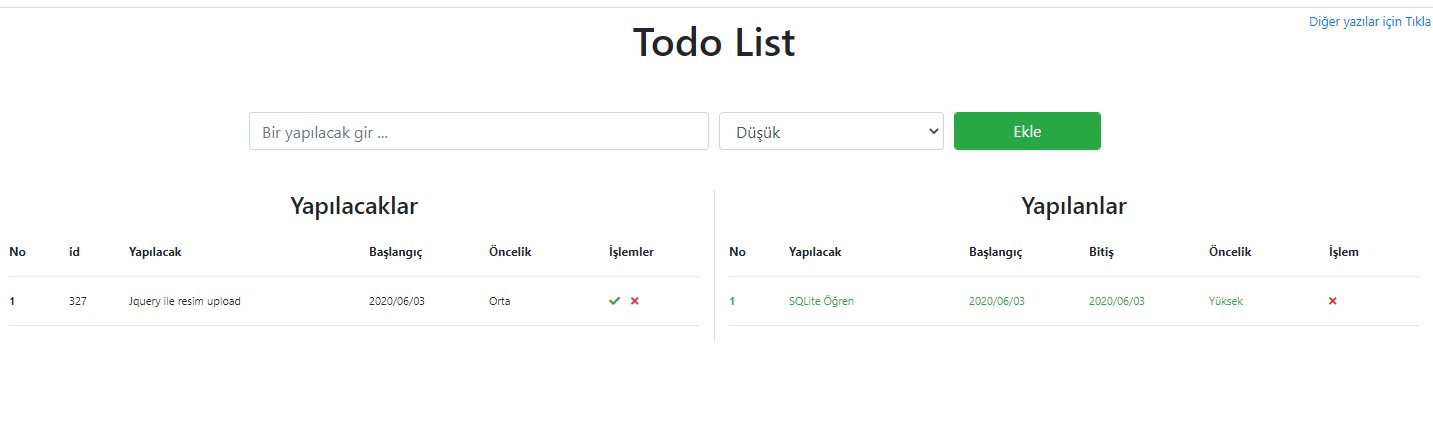 Diğer yazılar için Tıkla
Todo List
Bir yapılacak gir ...
Düşük
Ekle
Yapılacaklar
No id Yapılacak Başlangıç Öncelik İşlemler
1 327 Jquery ile resim upload 2020/06/03 Orta
Yapılanlar
No Yapılacak Başlangıç Bitiş Öncelik İşlem
1 SQLite Öğren 2020/06/03 2020/06/03 Yüksek